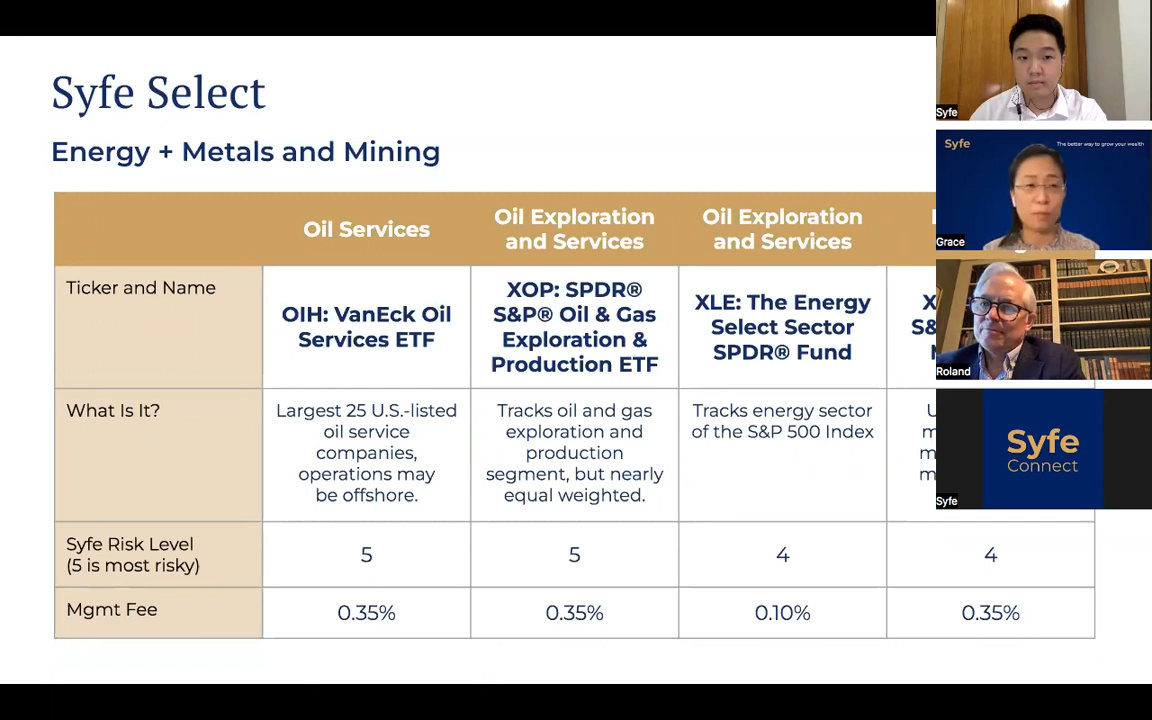 Syfe Select
Energy + Metals and Mining
Oil Services
Oil Exploration
and Services
Oil Exploration
and Services
Ticker and Name
OIH: VanEck Oil
Services ETF
XOP: SPDR®
S&P® Oil & Gas
Exploration &
Production ETF
XLE: The Energy
Select Sector
SPDR® Fund
What Is It?
Largest 25 U.S.-listed
oil service
companies,
operations may
be offshore.
Tracks oil and gas
exploration and
production
segment, but nearly
equal weighted.
Tracks energy sector
of the S&P 500 Index
Syfe Risk Level
(5 is most risky)
5
5
4
4
Mgmt Fee
0.35%
0.35%
0.10%
0.35%
Syfe
Syfe
The better way to grow your wealth
Grace
Roland
Syfe
Connect
Syfe